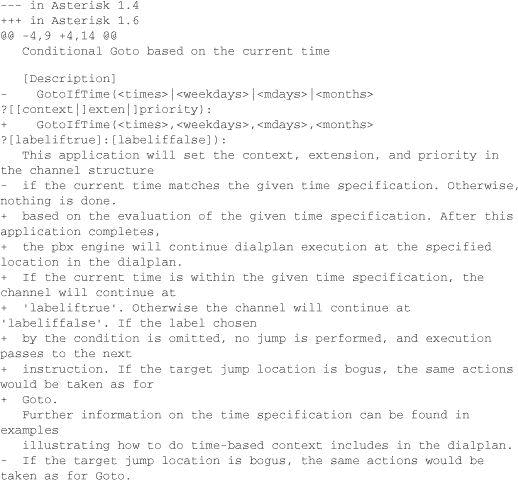 --- in Asterisk 1.4
+++ in Asterisk 1.6
@@ -4,9 +4,14 @@
Conditional Goto based on the current time
[Description]
- GotoIfTime(<times>|<weekdays>|<mdays>|<months>
?[[context|]exten|]priority):
+ GotoIfTime(<times>,<weekdays>,<mdays>,<months>
?[labeliftrue]:[labeliffalse]):
This application will set the context, extension, and priority in
the channel structure
- if the current time matches the given time specification. Otherwise,
nothing is done.
+ based on the evaluation of the given time specification. After this
application completes,
+ the pbx engine will continue dialplan execution at the specified
location in the dialplan.
+ If the current time is within the given time specification, the
channel will continue at
+ 'labeliftrue'. Otherwise the channel will continue at
'labeliffalse'. If the label chosen
+ by the condition is omitted, no jump is performed, and execution
passes to the next
+ instruction. If the target jump location is bogus, the same actions
would be taken as for
+ Goto.
Further information on the time specification can be found in
examples
illustrating how to do time-based context includes in the dialplan.
- If the target jump location is bogus, the same actions would be
taken as for Goto.